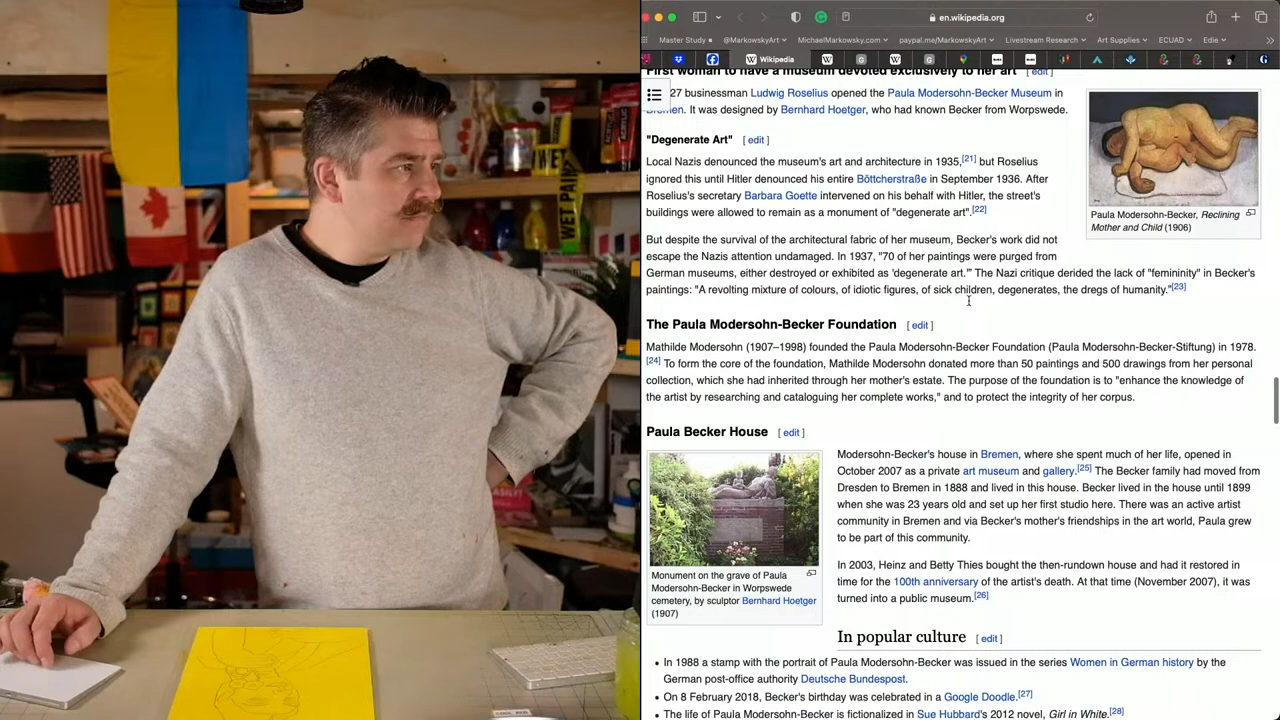 en.wikipedia.org
Master Study
@MarkowskyArt
MichaelMarkowsky.com
paypal.me/MarkowskyArt
Livestream Research
Art Supplies
ECUAD
Edie
Wikipedia
First woman to have a museum devoted exclusively to her art [ edit ]
27 businessman Ludwig Roselius opened the Paula Modersohn-Becker Museum in
Bremen. It was designed by Bernhard Hoetger, who had known Becker from Worpswede.
"Degenerate Art" [ edit ]
Local Nazis denounced the museum's art and architecture in 1935,[21] but Roselius
ignored this until Hitler denounced his entire Böttcherstraße in September 1936. After
Roselius's secretary Barbara Goette intervened on his behalf with Hitler, the street's
buildings were allowed to remain as a monument of "degenerate art".[22]
Paula Modersohn-Becker, Reclining
Mother and Child (1906)
But despite the survival of the architectural fabric of her museum, Becker's work did not
escape the Nazis attention undamaged. In 1937, "70 of her paintings were purged from
German museums, either destroyed or exhibited as 'degenerate art.'" The Nazi critique derided the lack of "femininity" in Becker's
paintings: "A revolting mixture of colours, of idiotic figures, of sick children, degenerates, the dregs of humanity."[23]
The Paula Modersohn-Becker Foundation [ edit ]
Mathilde Modersohn (1907–1998) founded the Paula Modersohn-Becker Foundation (Paula Modersohn-Becker-Stiftung) in 1978.
[24] To form the core of the foundation, Mathilde Modersohn donated more than 50 paintings and 500 drawings from her personal
collection, which she had inherited through her mother's estate. The purpose of the foundation is to "enhance the knowledge of
the artist by researching and cataloguing her complete works," and to protect the integrity of her corpus.
Paula Becker House [ edit ]
Monument on the grave of Paula
Modersohn-Becker in Worpswede
cemetery, by sculptor Bernhard Hoetger
(1907)
Modersohn-Becker's house in Bremen, where she spent much of her life, opened in
October 2007 as a private art museum and gallery.[25] The Becker family had moved from
Dresden to Bremen in 1888 and lived in this house. Becker lived in the house until 1899
when she was 23 years old and set up her first studio here. There was an active artist
community in Bremen and via Becker's mother's friendships in the art world, Paula grew
to be part of this community.
In 2003, Heinz and Betty Thies bought the then-rundown house and had it restored in
time for the 100th anniversary of the artist's death. At that time (November 2007), it was
turned into a public museum.[26]
In popular culture [ edit ]
• In 1988 a stamp with the portrait of Paula Modersohn-Becker was issued in the series Women in German history by the
German post-office authority Deutsche Bundespost.
• On 8 February 2018, Becker's birthday was celebrated in a Google Doodle.[27]
• The life of Paula Modersohn-Becker is fictionalized in Sue Hubbard's 2012 novel, Girl in White.[28]
WET PAINT
WET